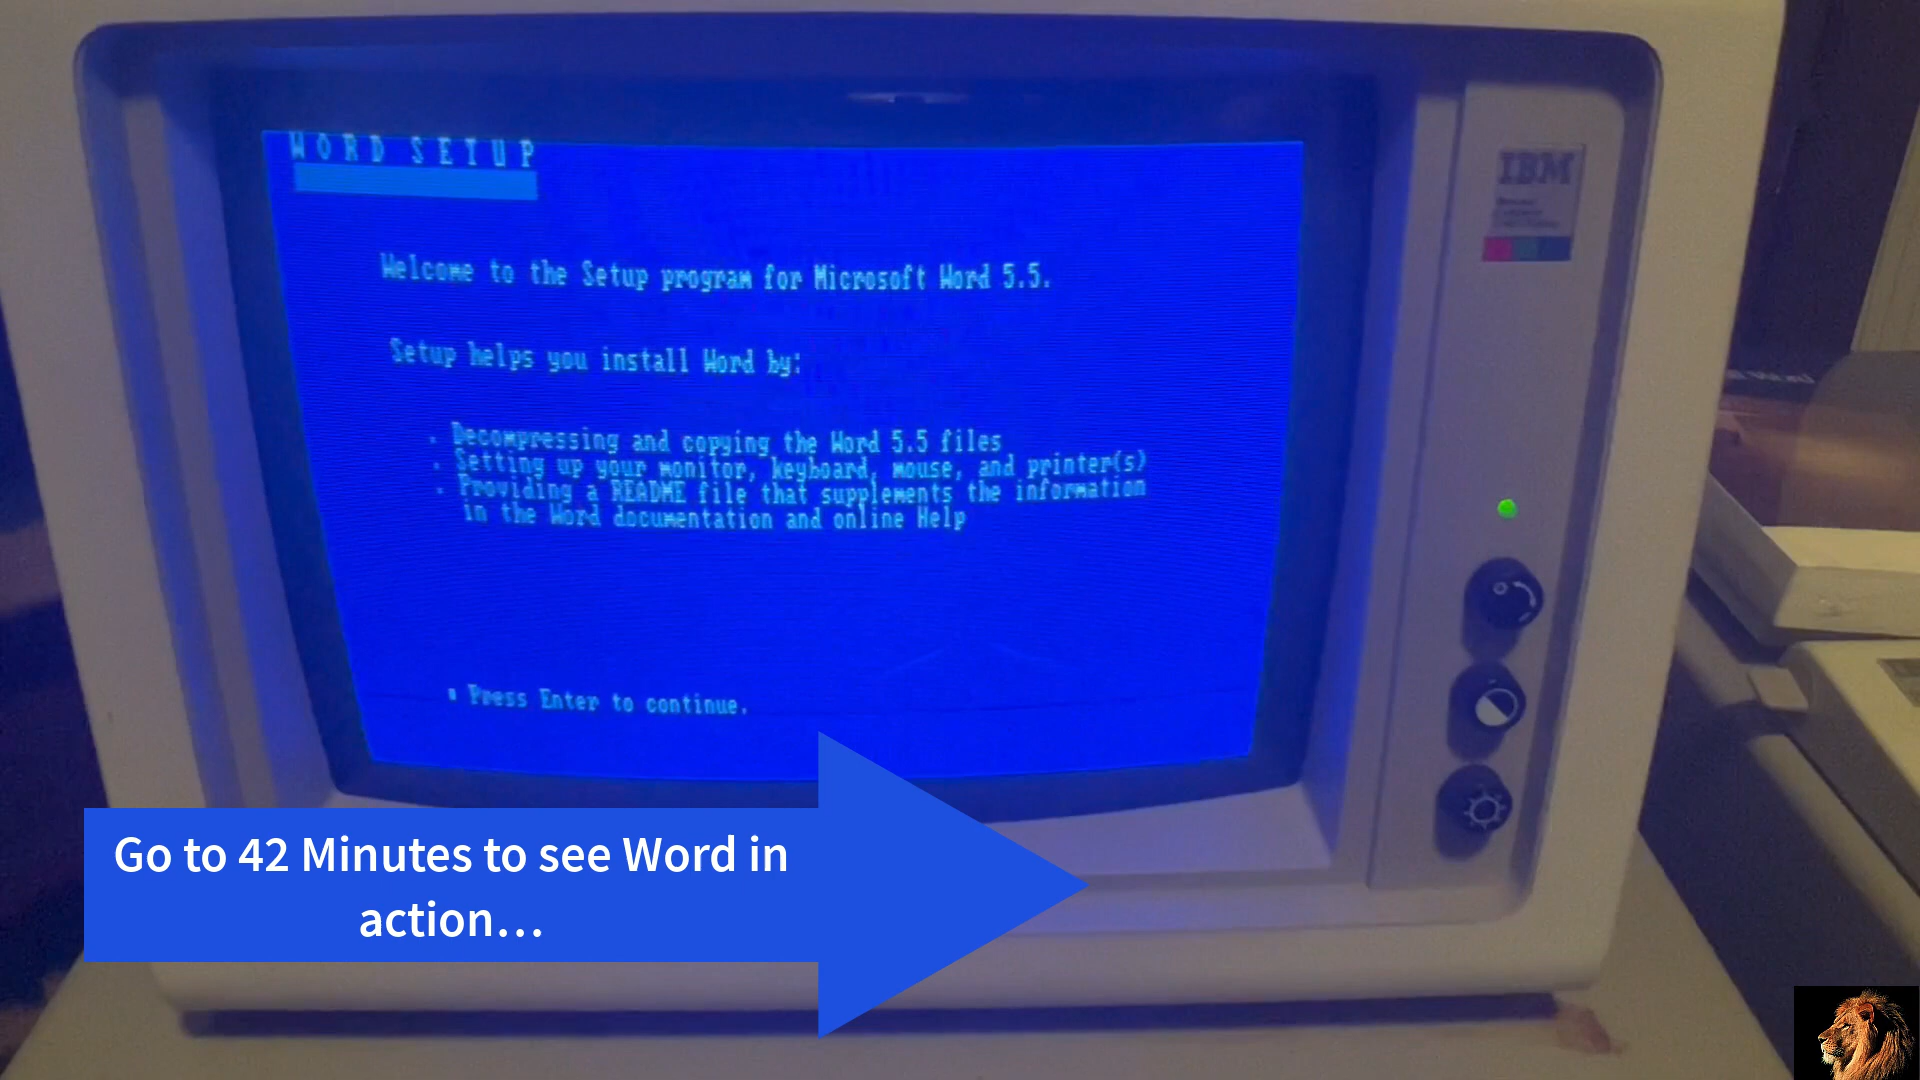 WORD SETUP
Welcome to the Setup program for Microsoft Word 5.5.
Setup helps you install Word by:
. Decompressing and copying the Word 5.5 files
. Setting up your monitor, keyboard, mouse, and printer(s)
. Providing a README file that supplements the information
in the Word documentation and online Help
Press Enter to continue.
IBM
Go to 42 Minutes to see Word in
action…